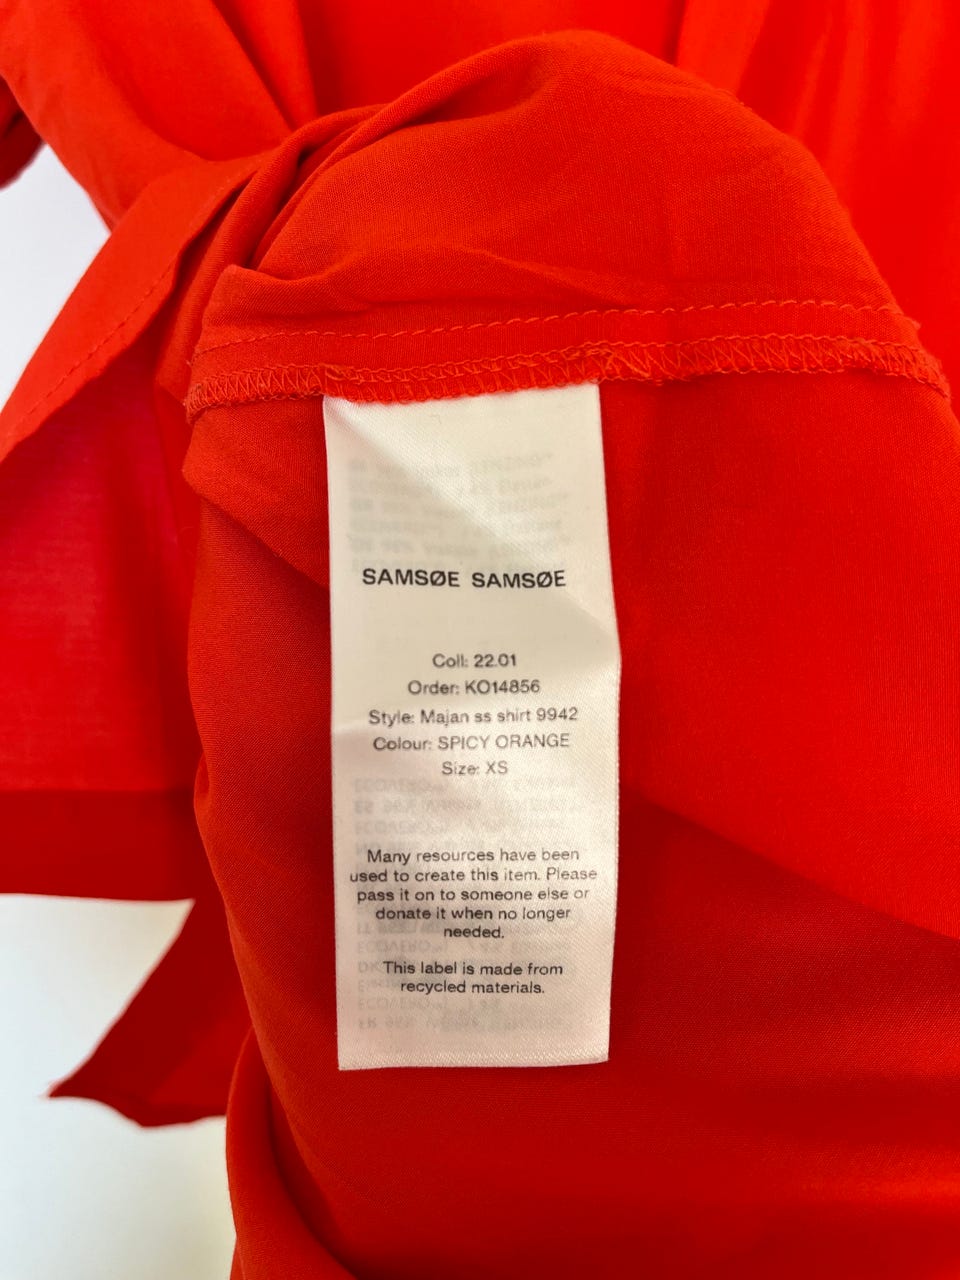 SAMSØE SAMSØE
Coll: 22.01
Order: KO14856
Style: Majan ss shirt 9942
Colour: SPICY ORANGE
Size: XS
Many resources have been
used to create this item. Please
pass it on to someone else or
donate it when no longer
needed.
This label is made from
recycled materials.